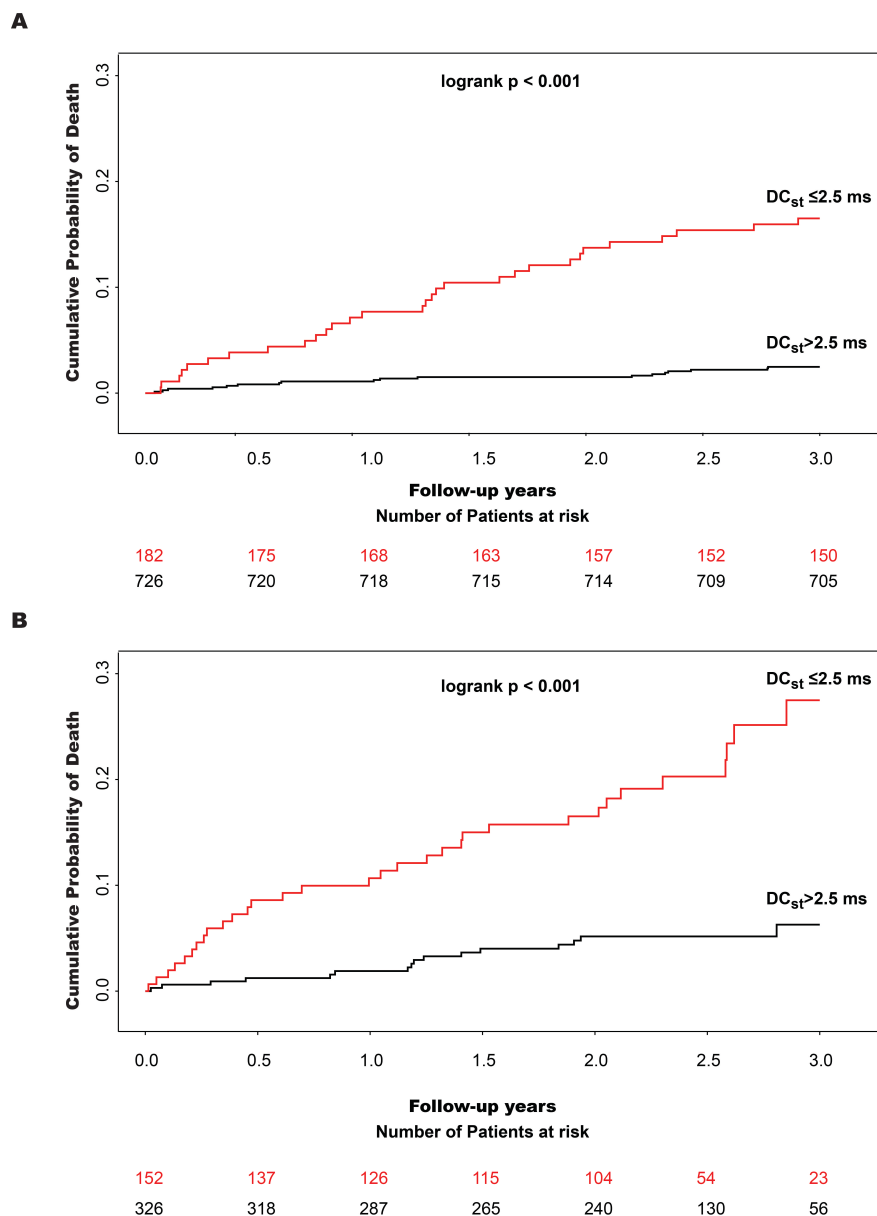 A
logrank p < 0.001
Cumulative Probability of Death
0.3
0.2
0.1
0.0
DCst ≤2.5 ms
DCst>2.5 ms
0.0 0.5 1.0 1.5 2.0 2.5 3.0
Follow-up years
Number of Patients at risk
182 175 168 163 157 152 150
726 720 718 715 714 709 705
B
logrank p < 0.001
Cumulative Probability of Death
0.3
0.2
0.1
0.0
DCst ≤2.5 ms
DCst>2.5 ms
0.0 0.5 1.0 1.5 2.0 2.5 3.0
Follow-up years
Number of Patients at risk
152 137 126 115 104 54 23
326 318 287 265 240 130 56